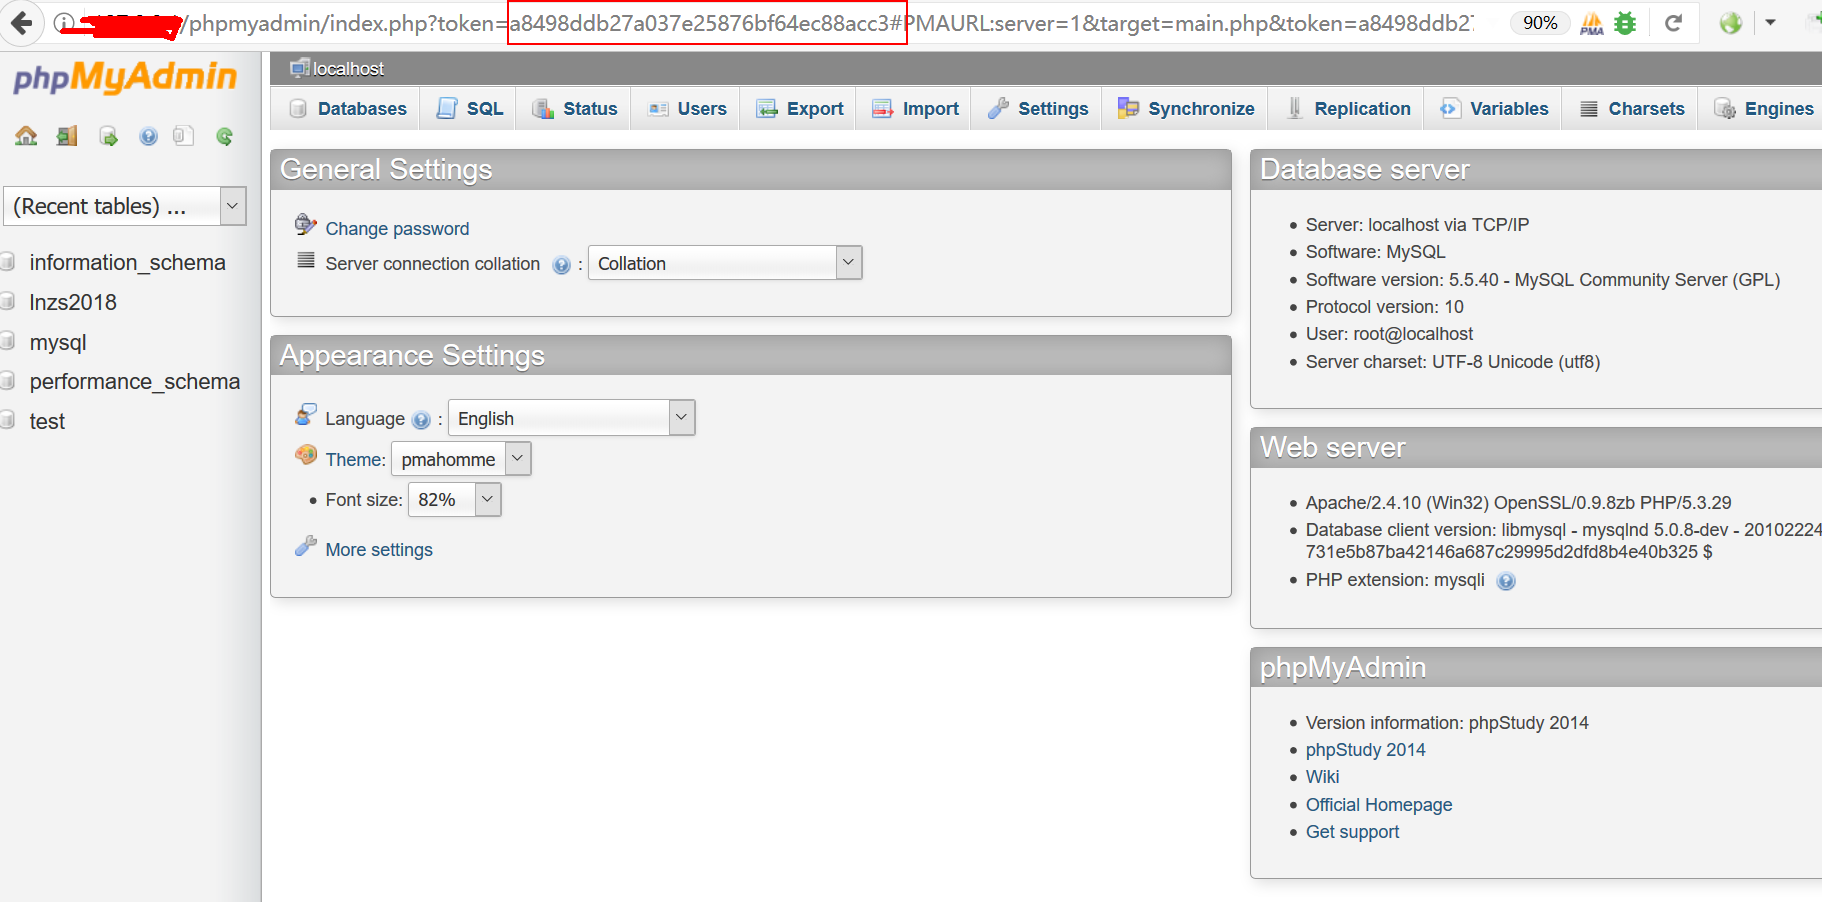 /phpmyadmin/index.php?token=a8498ddb27a037e25876bf64ec88acc3#PMAURL:server=1&target=main.php&token=a8498ddb27
90%
PMA
phpMyAdmin
(Recent tables) ...
information_schema
lnzs2018
mysql
performance_schema
test
localhost
Databases
SQL
Status
Users
Export
Import
Settings
Synchronize
Replication
Variables
Charsets
Engines
General Settings
Change password
Server connection collation : Collation
Appearance Settings
Language : English
Theme: pmahomme
• Font size: 82%
More settings
Database server
• Server: localhost via TCP/IP
• Software: MySQL
• Software version: 5.5.40 - MySQL Community Server (GPL)
• Protocol version: 10
• User: root@localhost
• Server charset: UTF-8 Unicode (utf8)
Web server
• Apache/2.4.10 (Win32) OpenSSL/0.9.8zb PHP/5.3.29
• Database client version: libmysql - mysqlnd 5.0.8-dev - 20102224
731e5b87ba42146a687c29995d2dfd8b4e40b325 $
• PHP extension: mysqli
phpMyAdmin
• Version information: phpStudy 2014
• phpStudy 2014
• Wiki
• Official Homepage
• Get support